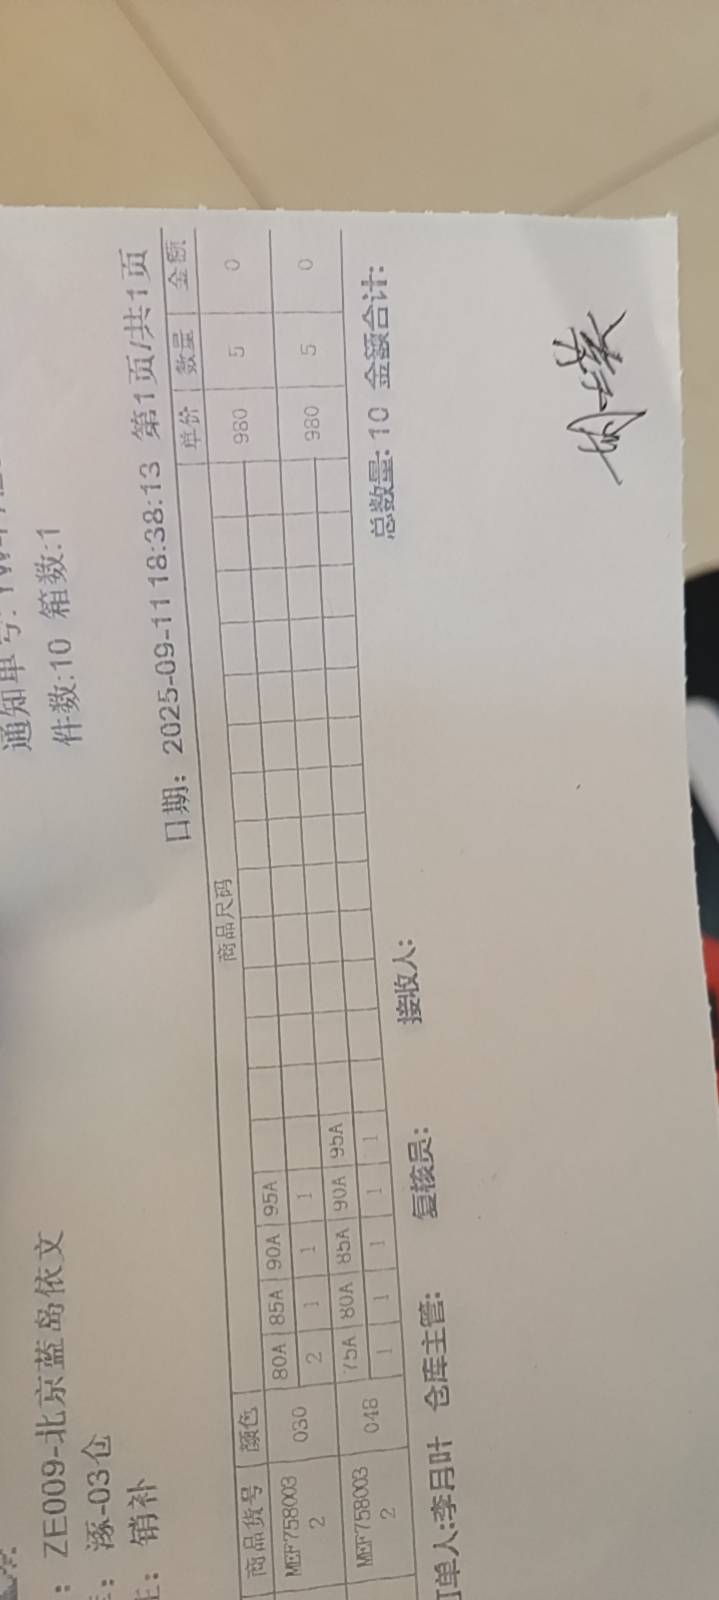 : ZE009-北京蓝岛依文
通知单号:
: 涿-03仓
件数:10 箱数:1
: 销补
日期: 2025-09-11 18:38:13 第1页/共1页
商品货号 颜色 商品尺码 单价 数量 金额
MEF7580032 030 80A 85A 90A 95A 980 5 0
2 1 1 1
MEF7580032 048 75A 80A 85A 90A 95A 980 5 0
1 1 1 1 1
总数量: 10 金额合计:
订单人:李月叶 仓库主管: 复核员: 接收人: